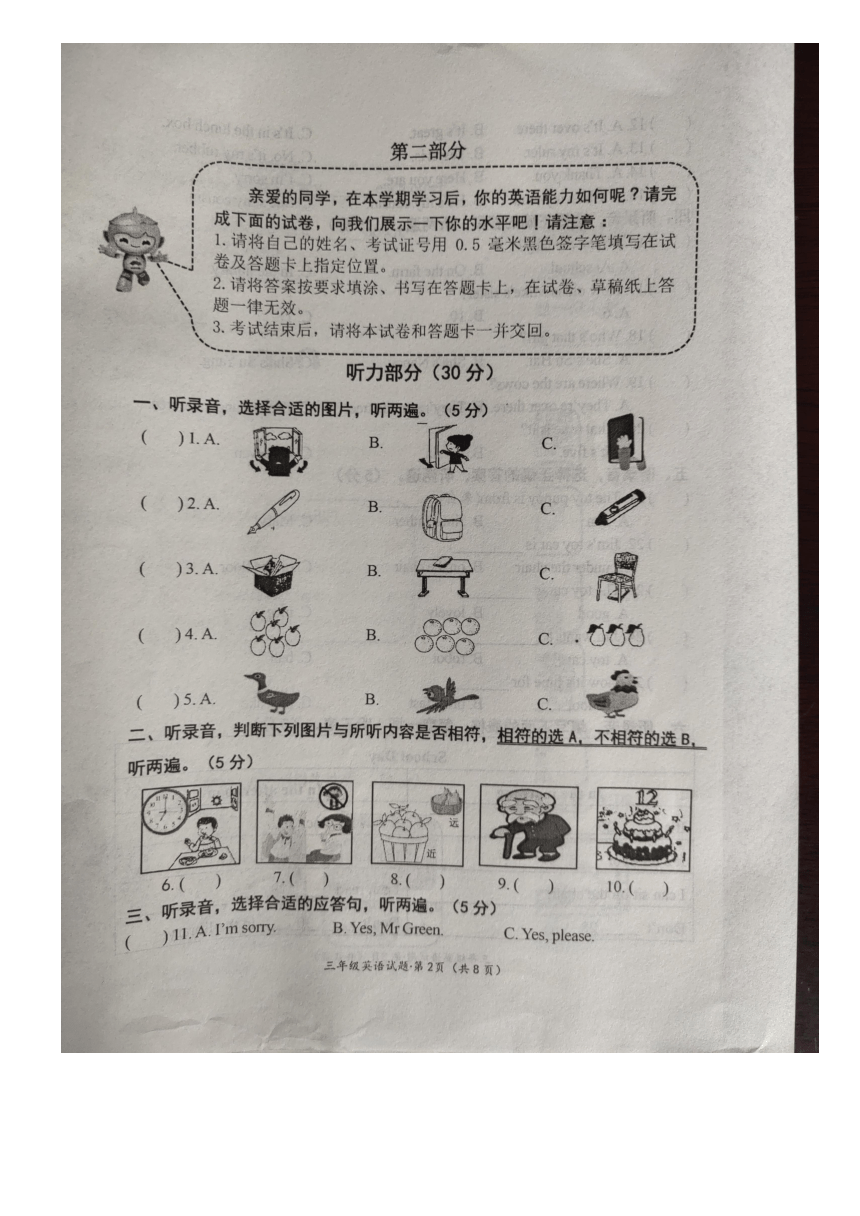 第二部分
亲爱的同学，在本学期学习后，你的英语能力如何呢？请完
成下面的试卷，向我们展示一下你的水平吧！请注意：
1.请将自己的姓名、考试证号用 0.5 毫米黑色签字笔填写在试
卷及答题卡上指定位置。
2.请将答案按要求填涂、书写在答题卡上，在试卷、草稿纸上答
题一律无效。
3.考试结束后，请将本试卷和答题卡一并交回。
听力部分（30 分）
一、听录音，选择合适的图片，听两遍。（5 分）
( ) 1. A. B. C.
( ) 2. A. B. C.
( ) 3. A. B. C.
( ) 4. A. B. C.
( ) 5. A. B. C.
二、听录音，判断下列图片与所听内容是否相符，相符的选 A，不相符的选 B，
听两遍。（5 分）
远
近
12
6. ( ) 7. ( ) 8. ( ) 9. ( ) 10. ( )
三、听录音，选择合适的应答句，听两遍。（5 分）
( ) 11. A. I'm sorry. B. Yes, Mr Green. C. Yes, please.
三年级英语试题·第 2页（共 8 页）